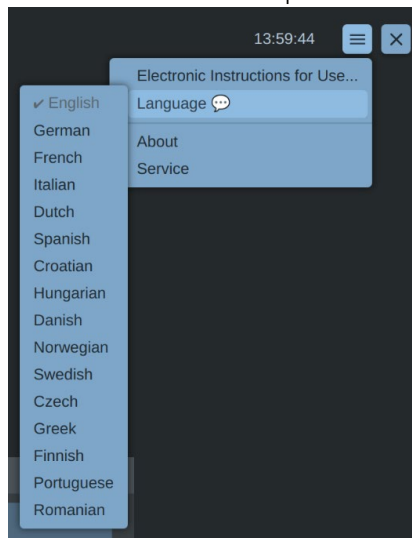 13:59:44
Electronic Instructions for Use...
Language 💬
About
Service
✔ English
German
French
Italian
Dutch
Spanish
Croatian
Hungarian
Danish
Norwegian
Swedish
Czech
Greek
Finnish
Portuguese
Romanian